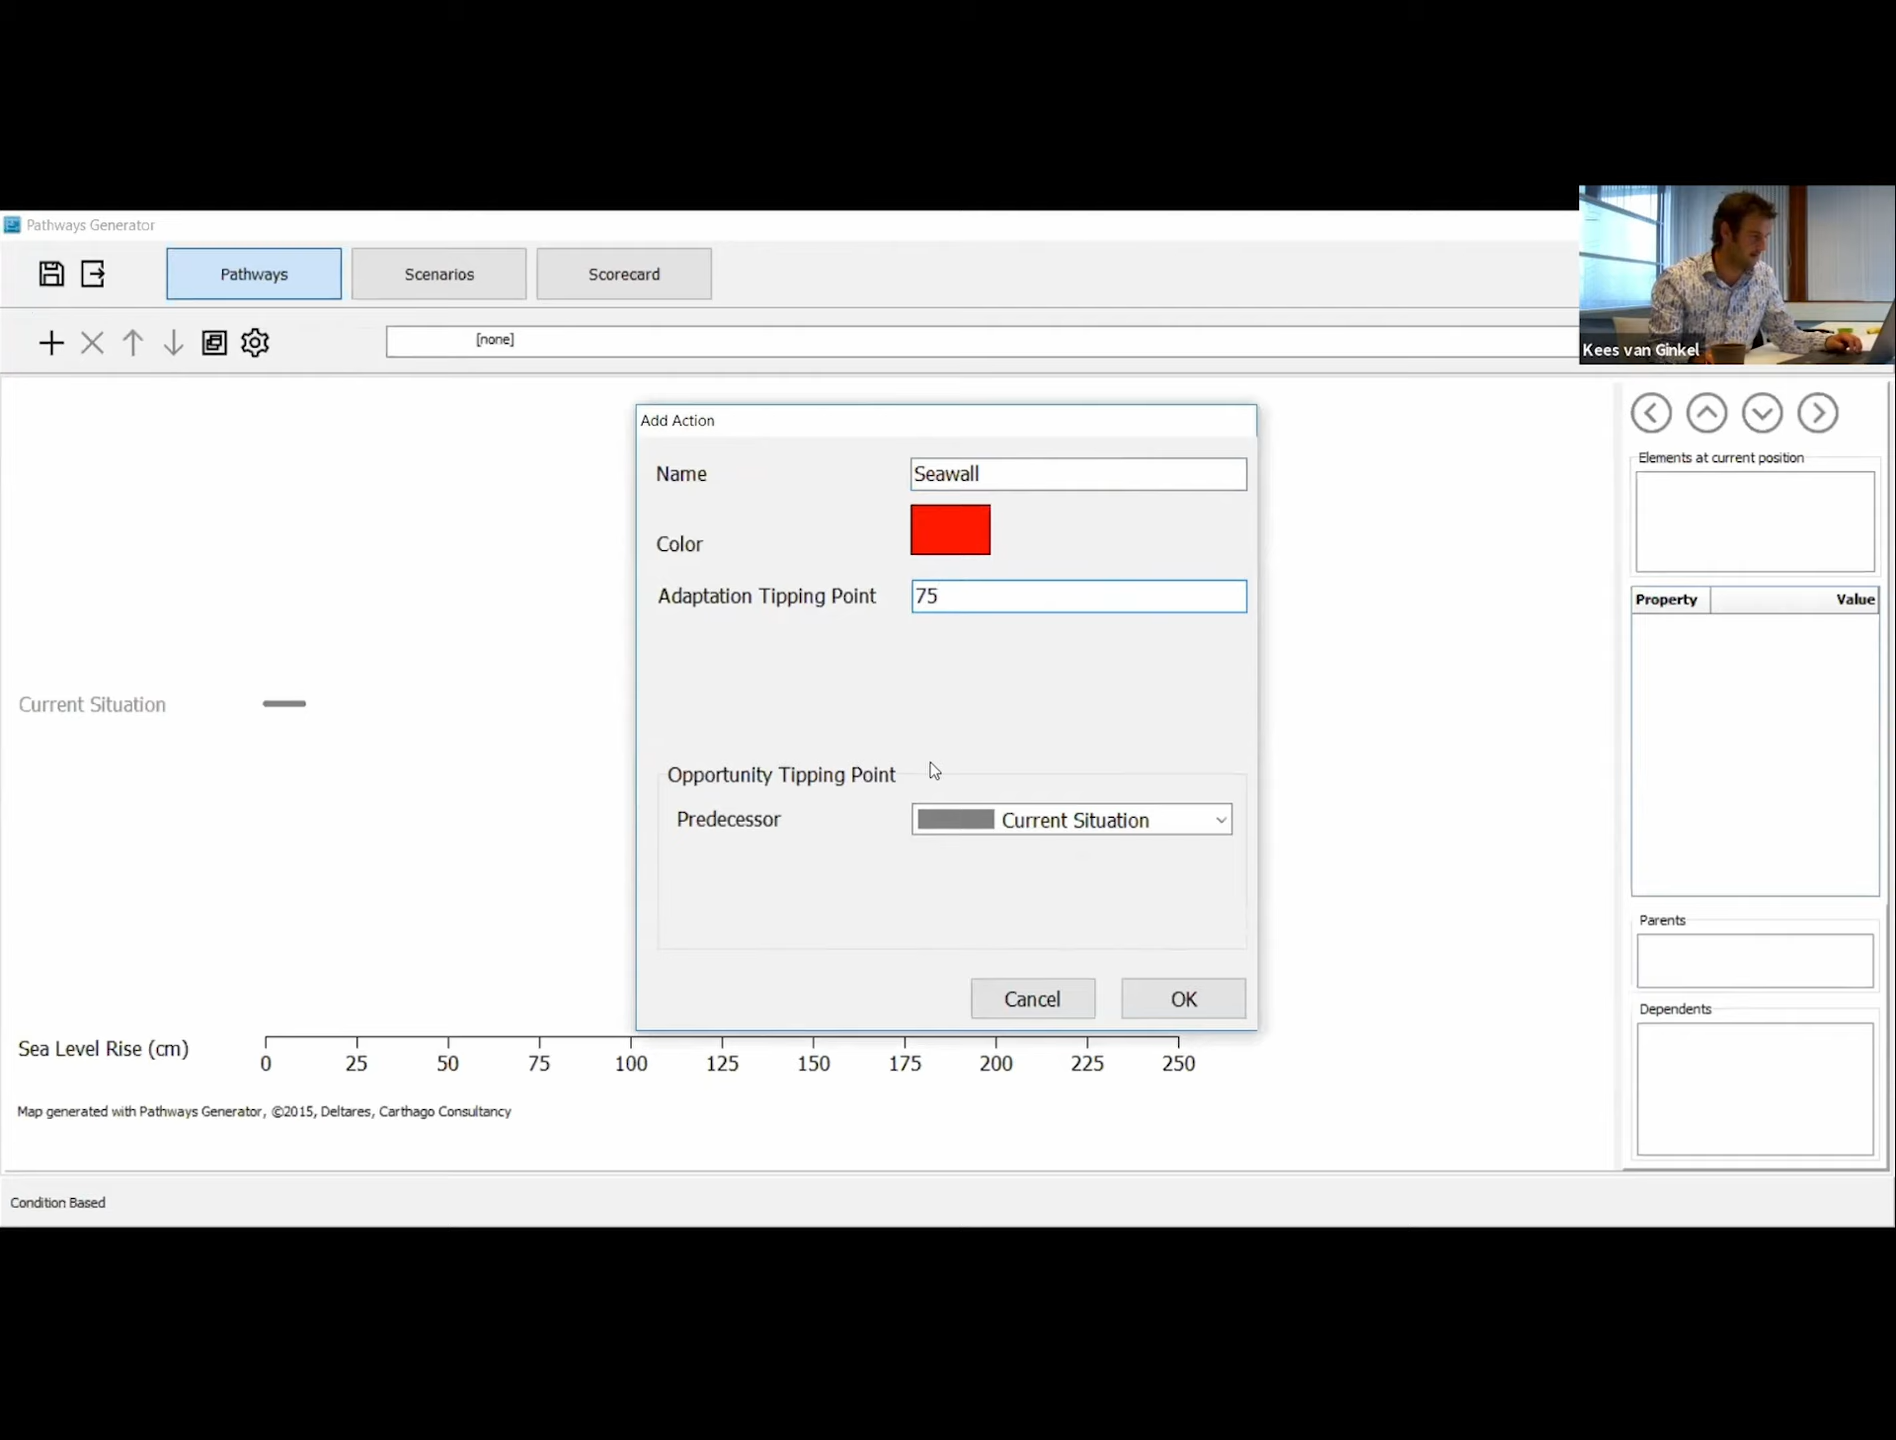 Pathways Generator
Pathways Scenarios Scorecard
[none]
Kees van Ginkel
Add Action
Name Seawall
Color
Adaptation Tipping Point 75
Opportunity Tipping Point
Predecessor Current Situation
Cancel OK
Current Situation
Sea Level Rise (cm)
0 25 50 75 100 125 150 175 200 225 250
Map generated with Pathways Generator, ©2015, Deltares, Carthago Consultancy
Elements at current position
Property Value
Parents
Dependents
Condition Based